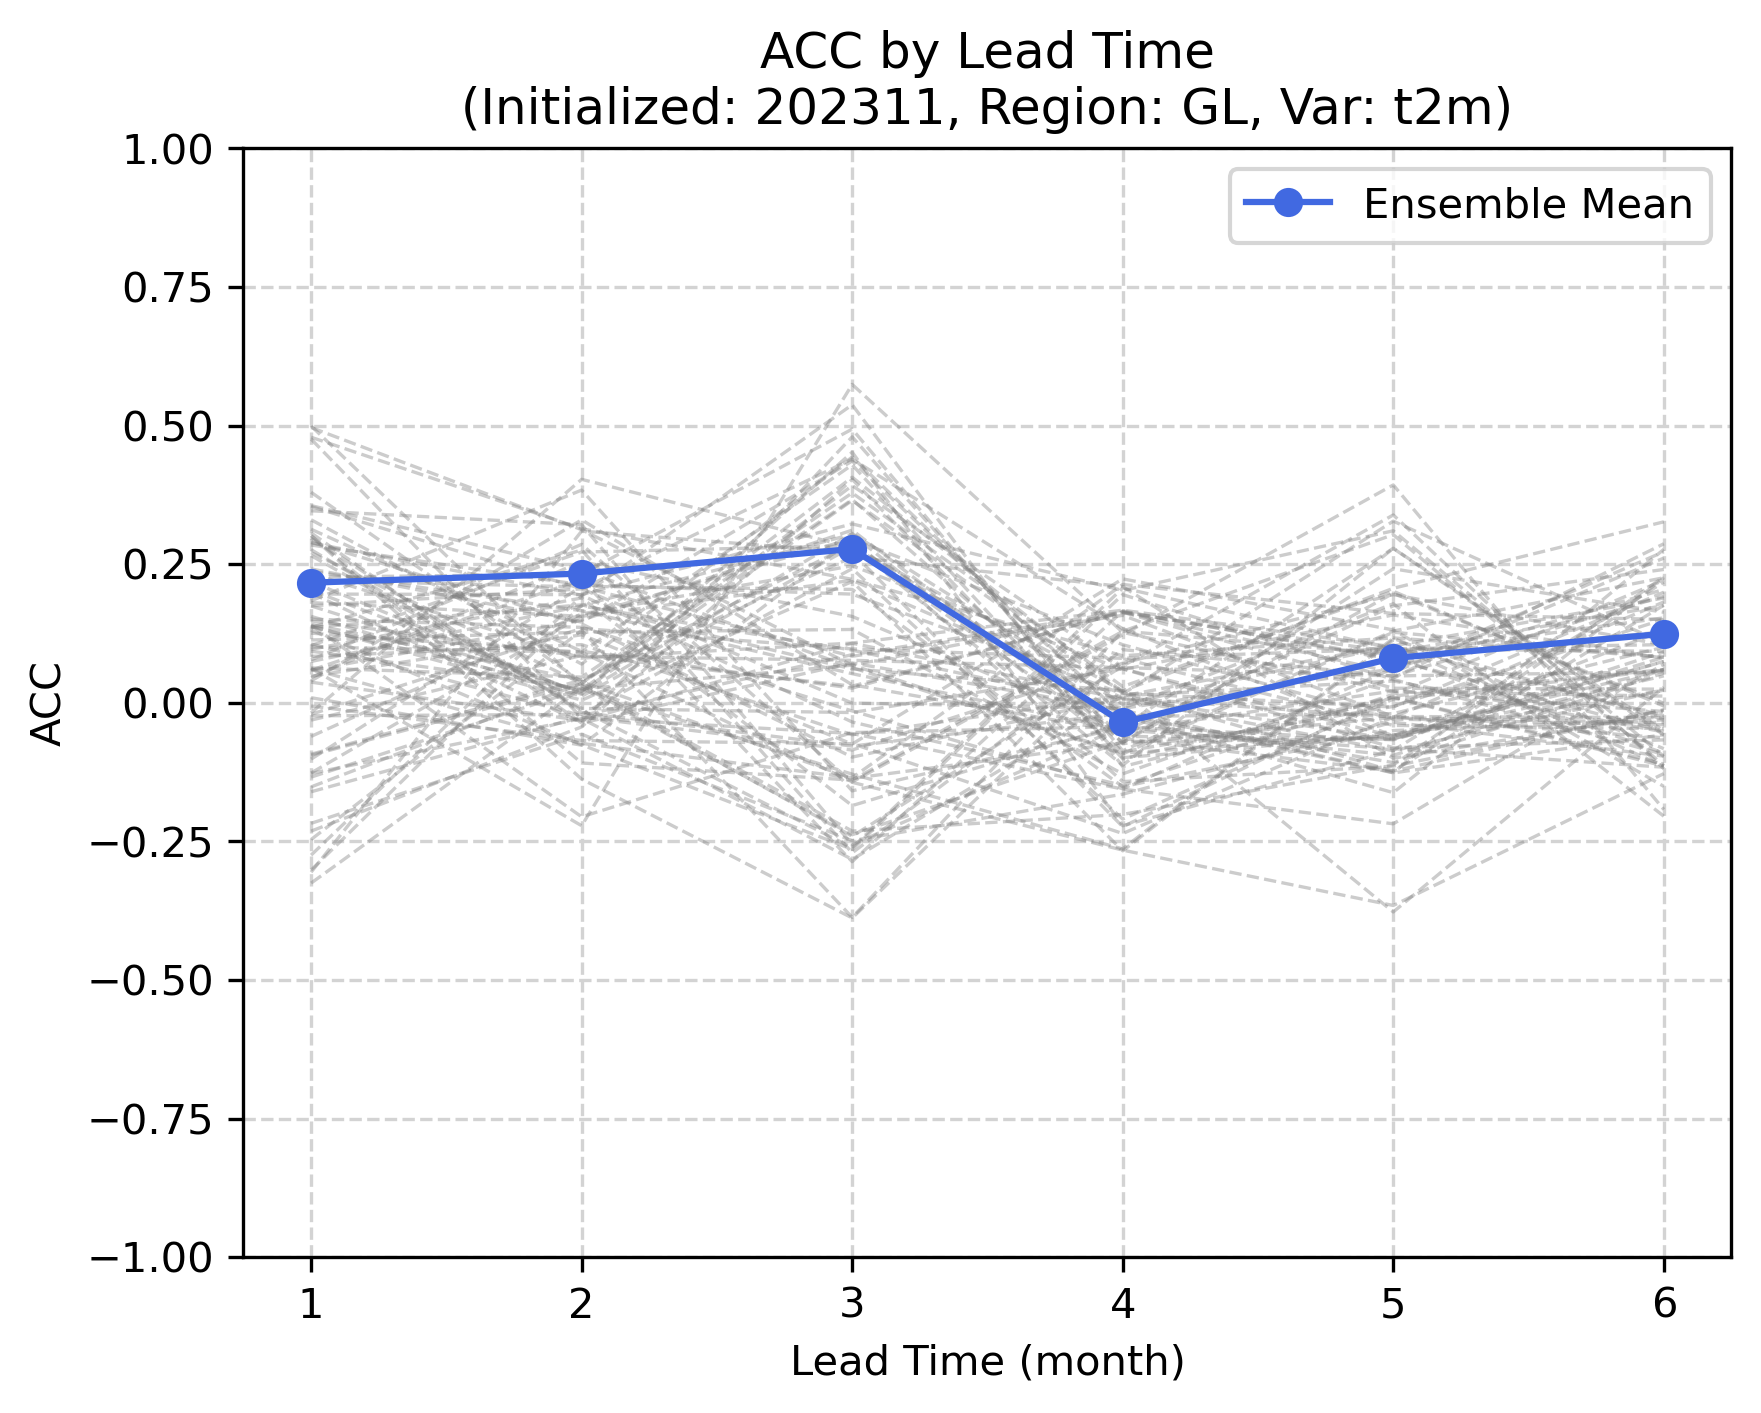 ACC by Lead Time
(Initialized: 202311, Region: GL, Var: t2m)
Ensemble Mean
1.00
0.75
0.50
0.25
0.00
−0.25
−0.50
−0.75
−1.00
ACC
1 2 3 4 5 6
Lead Time (month)